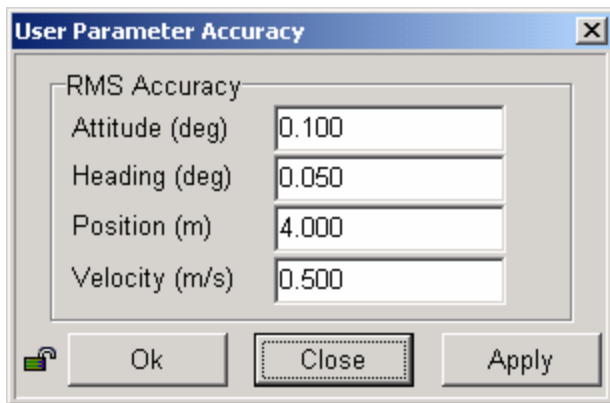 User Parameter Accuracy
RMS Accuracy
Attitude (deg) 0.100
Heading (deg) 0.050
Position (m) 4.000
Velocity (m/s) 0.500
Ok Close Apply